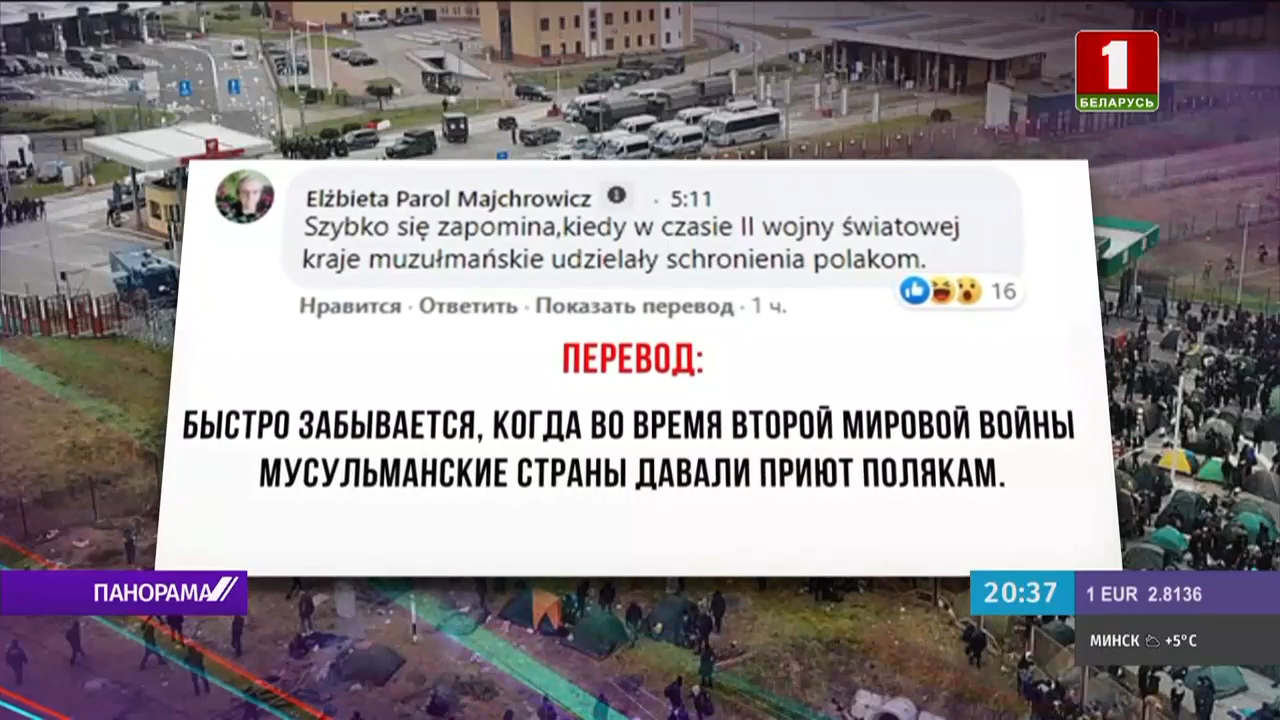 1
БЕЛАРУСЬ
Elżbieta Parol Majchrowicz · 5:11
Szybko się zapomina,kiedy w czasie II wojny światowej
kraje muzułmańskie udzielały schronienia polakom.
16
Нравится · Ответить · Показать перевод · 1 ч.
ПЕРЕВОД:
БЫСТРО ЗАБЫВАЕТСЯ, КОГДА ВО ВРЕМЯ ВТОРОЙ МИРОВОЙ ВОЙНЫ
МУСУЛЬМАНСКИЕ СТРАНЫ ДАВАЛИ ПРИЮТ ПОЛЯКАМ.
ПАНОРАМА
20:37
1 EUR 2.8136
МИНСК +5°C